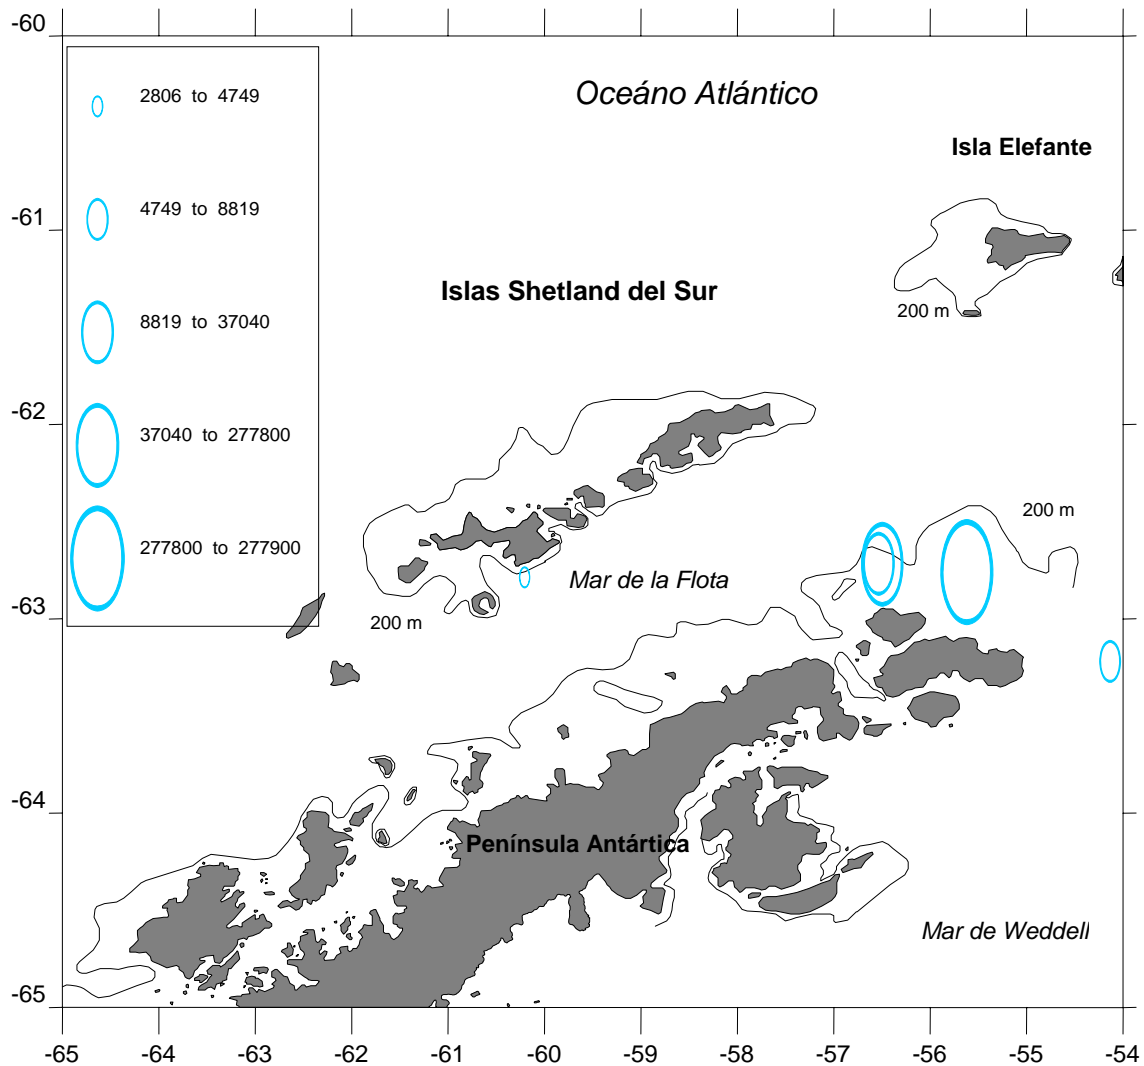 -60
2806 to 4749
Oceáno Atlántico
Isla Elefante
4749 to 8819
-61
Islas Shetland del Sur
200 m
8819 to 37040
-62
37040 to 277800
200 m
277800 to 277900
Mar de la Flota
-63
200 m
-64
Península Antártica
Mar de Weddell
-65
-65 -64 -63 -62 -61 -60 -59 -58 -57 -56 -55 -54